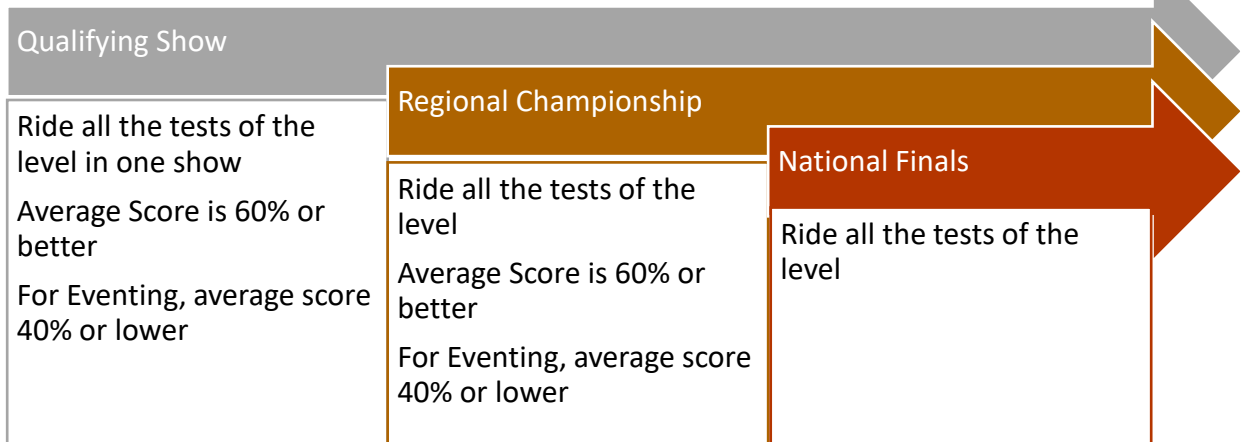 Qualifying Show
Ride all the tests of the
level in one show
Average Score is 60% or
better
For Eventing, average score
40% or lower
Regional Championship
Ride all the tests of the
level
Average Score is 60% or
better
For Eventing, average score
40% or lower
National Finals
Ride all the tests of the
level